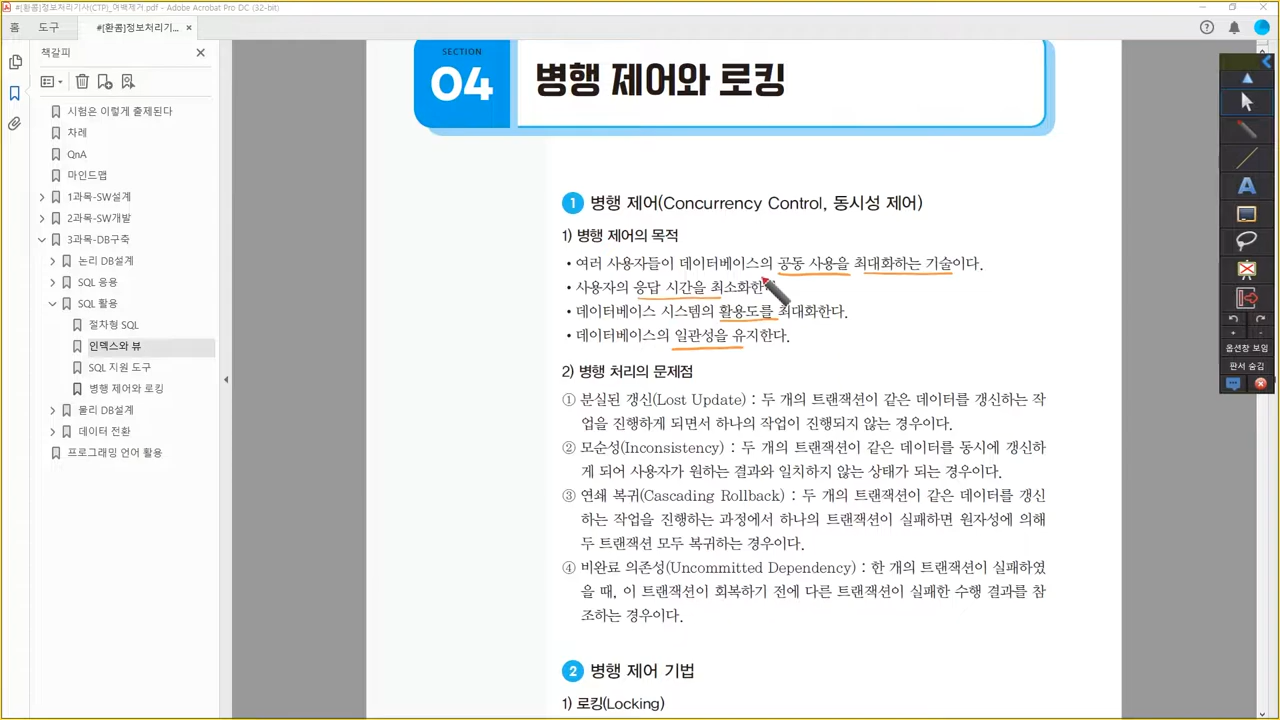 #[환콤]정보처리기사(CTP)_여백제거.pdf - Adobe Acrobat Pro DC (32-bit)
홈
도구
#[환콤]정보처리기...
책갈피
시험은 이렇게 출제된다
차례
QnA
마인드맵
1과목-SW설계
2과목-SW개발
3과목-DB구축
논리 DB설계
SQL 응용
SQL 활용
절차형 SQL
인덱스와 뷰
SQL 지원 도구
병행 제어와 로킹
물리 DB설계
데이터 전환
프로그래밍 언어 활용
SECTION
04
병행 제어와 로킹
1 병행 제어(Concurrency Control, 동시성 제어)
1) 병행 제어의 목적
• 여러 사용자들이 데이터베이스의 공동 사용을 최대화하는 기술이다.
• 사용자의 응답 시간을 최소화한
• 데이터베이스 시스템의 활용도를 최대화한다.
• 데이터베이스의 일관성을 유지한다.
2) 병행 처리의 문제점
① 분실된 갱신(Lost Update) : 두 개의 트랜잭션이 같은 데이터를 갱신하는 작
업을 진행하게 되면서 하나의 작업이 진행되지 않는 경우이다.
② 모순성(Inconsistency) : 두 개의 트랜잭션이 같은 데이터를 동시에 갱신하
게 되어 사용자가 원하는 결과와 일치하지 않는 상태가 되는 경우이다.
③ 연쇄 복귀(Cascading Rollback) : 두 개의 트랜잭션이 같은 데이터를 갱신
하는 작업을 진행하는 과정에서 하나의 트랜잭션이 실패하면 원자성에 의해
두 트랜잭션 모두 복귀하는 경우이다.
④ 비완료 의존성(Uncommitted Dependency) : 한 개의 트랜잭션이 실패하였
을 때, 이 트랜잭션이 회복하기 전에 다른 트랜잭션이 실패한 수행 결과를 참
조하는 경우이다.
2 병행 제어 기법
1) 로킹(Locking)
옵션창 보임
판서 숨김